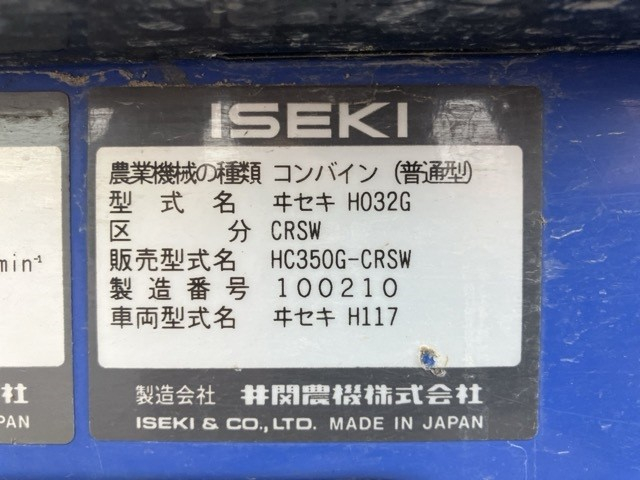 ISEKI
農業機械の種類 コンバイン (普通型)
型式名 ヰセキ HO32G
区分 CRSW
販売型式名 HC350G-CRSW
製造番号 100210
車両型式名 ヰセキ H117
製造会社 井関農機株式会社
ISEKI & CO.,LTD. MADE IN JAPAN
min⁻¹
社
PAN